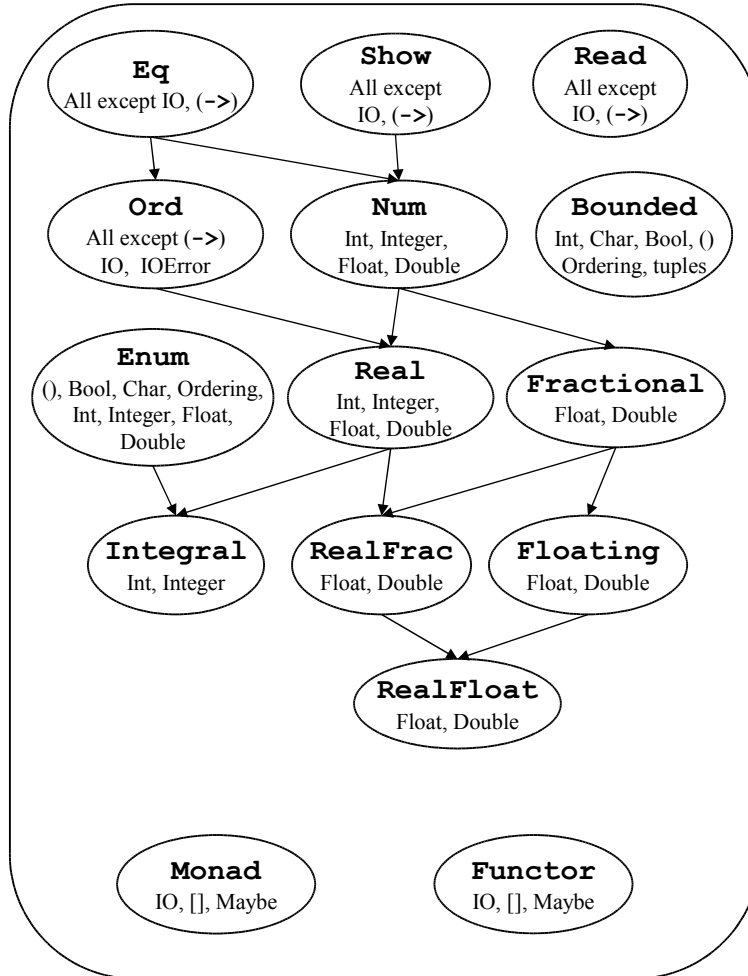 Eq
All except IO, (->)
Show
All except
IO, (->)
Read
All except
IO, (->)
Ord
All except (->)
IO, IOError
Num
Int, Integer,
Float, Double
Bounded
Int, Char, Bool, ()
Ordering, tuples
Enum
(), Bool, Char, Ordering,
Int, Integer, Float,
Double
Real
Int, Integer,
Float, Double
Fractional
Float, Double
Integral
Int, Integer
RealFrac
Float, Double
Floating
Float, Double
RealFloat
Float, Double
Monad
IO, [], Maybe
Functor
IO, [], Maybe